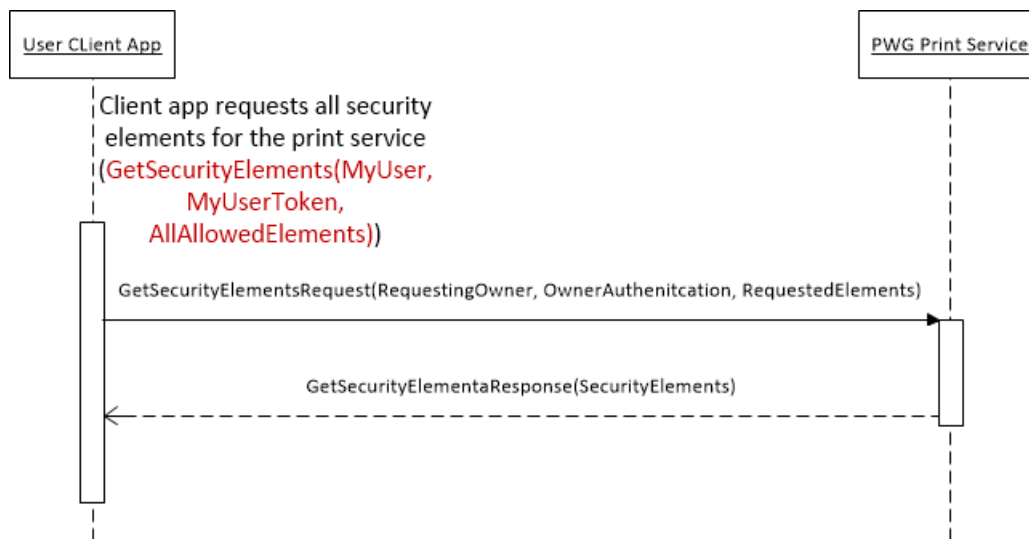 User CLient App
PWG Print Service
Client app requests all security
elements for the print service
(GetSecurityElements(MyUser,
MyUserToken,
AllAllowedElements))
GetSecurityElementsRequest(RequestingOwner, OwnerAuthenitcation, RequestedElements)
GetSecurityElementaResponse(SecurityElements)